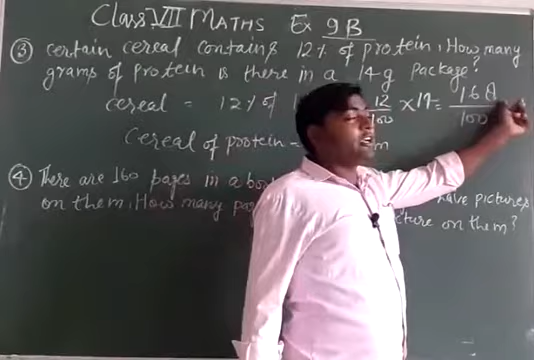 Class VII MATHS Ex 9B
③ certain cereal contains 12% of protein. How many
grams of protein is there in a 14g Package?
cereal = 12% of 12/100 × 14 = 168/100
Cereal of protein = m
④ There are 160 pages in a have pictures
on them. How many picture on them?